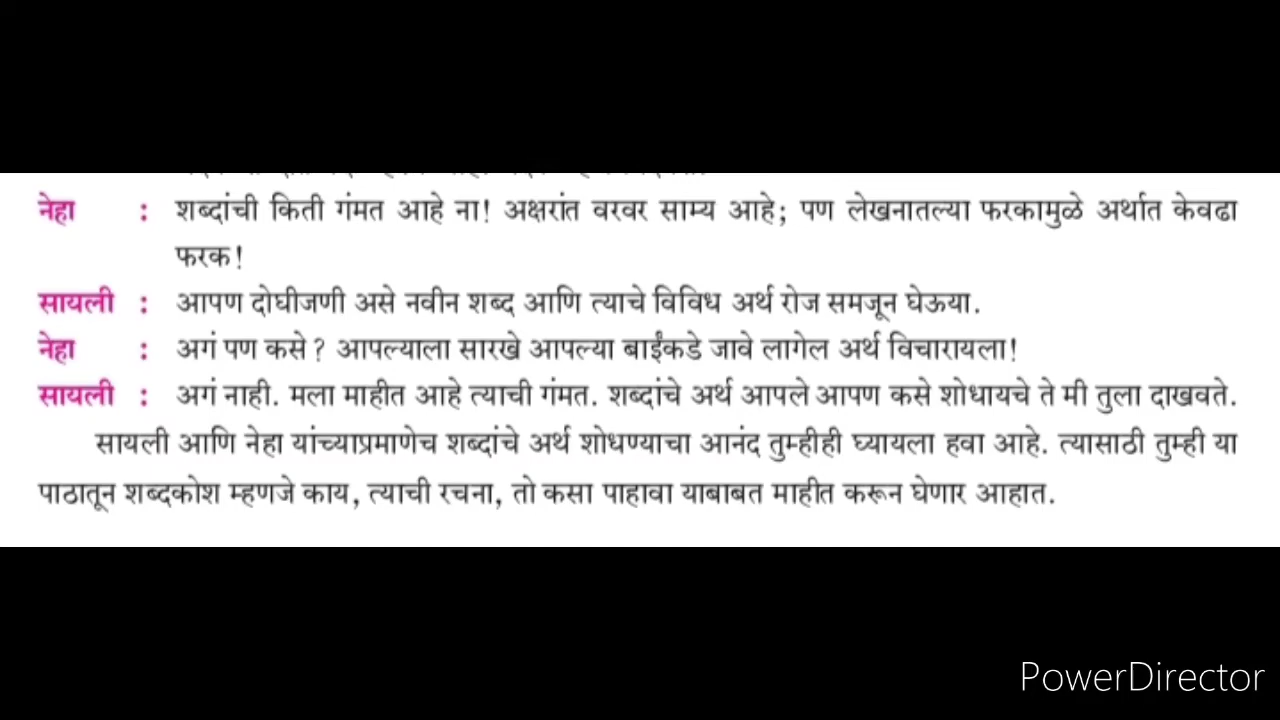 नेहा : शब्दांची किती गंमत आहे ना! अक्षरांत वरवर साम्य आहे; पण लेखनातल्या फरकामुळे अर्थात केवढा
फरक!
सायली : आपण दोघीजणी असे नवीन शब्द आणि त्याचे विविध अर्थ रोज समजून घेऊया.
नेहा : अगं पण कसे? आपल्याला सारखे आपल्या बाईंकडे जावे लागेल अर्थ विचारायला!
सायली : अगं नाही. मला माहीत आहे त्याची गंमत. शब्दांचे अर्थ आपले आपण कसे शोधायचे ते मी तुला दाखवते.
सायली आणि नेहा यांच्याप्रमाणेच शब्दांचे अर्थ शोधण्याचा आनंद तुम्हीही घ्यायला हवा आहे. त्यासाठी तुम्ही या
पाठातून शब्दकोश म्हणजे काय, त्याची रचना, तो कसा पाहावा याबाबत माहीत करून घेणार आहात.
PowerDirector